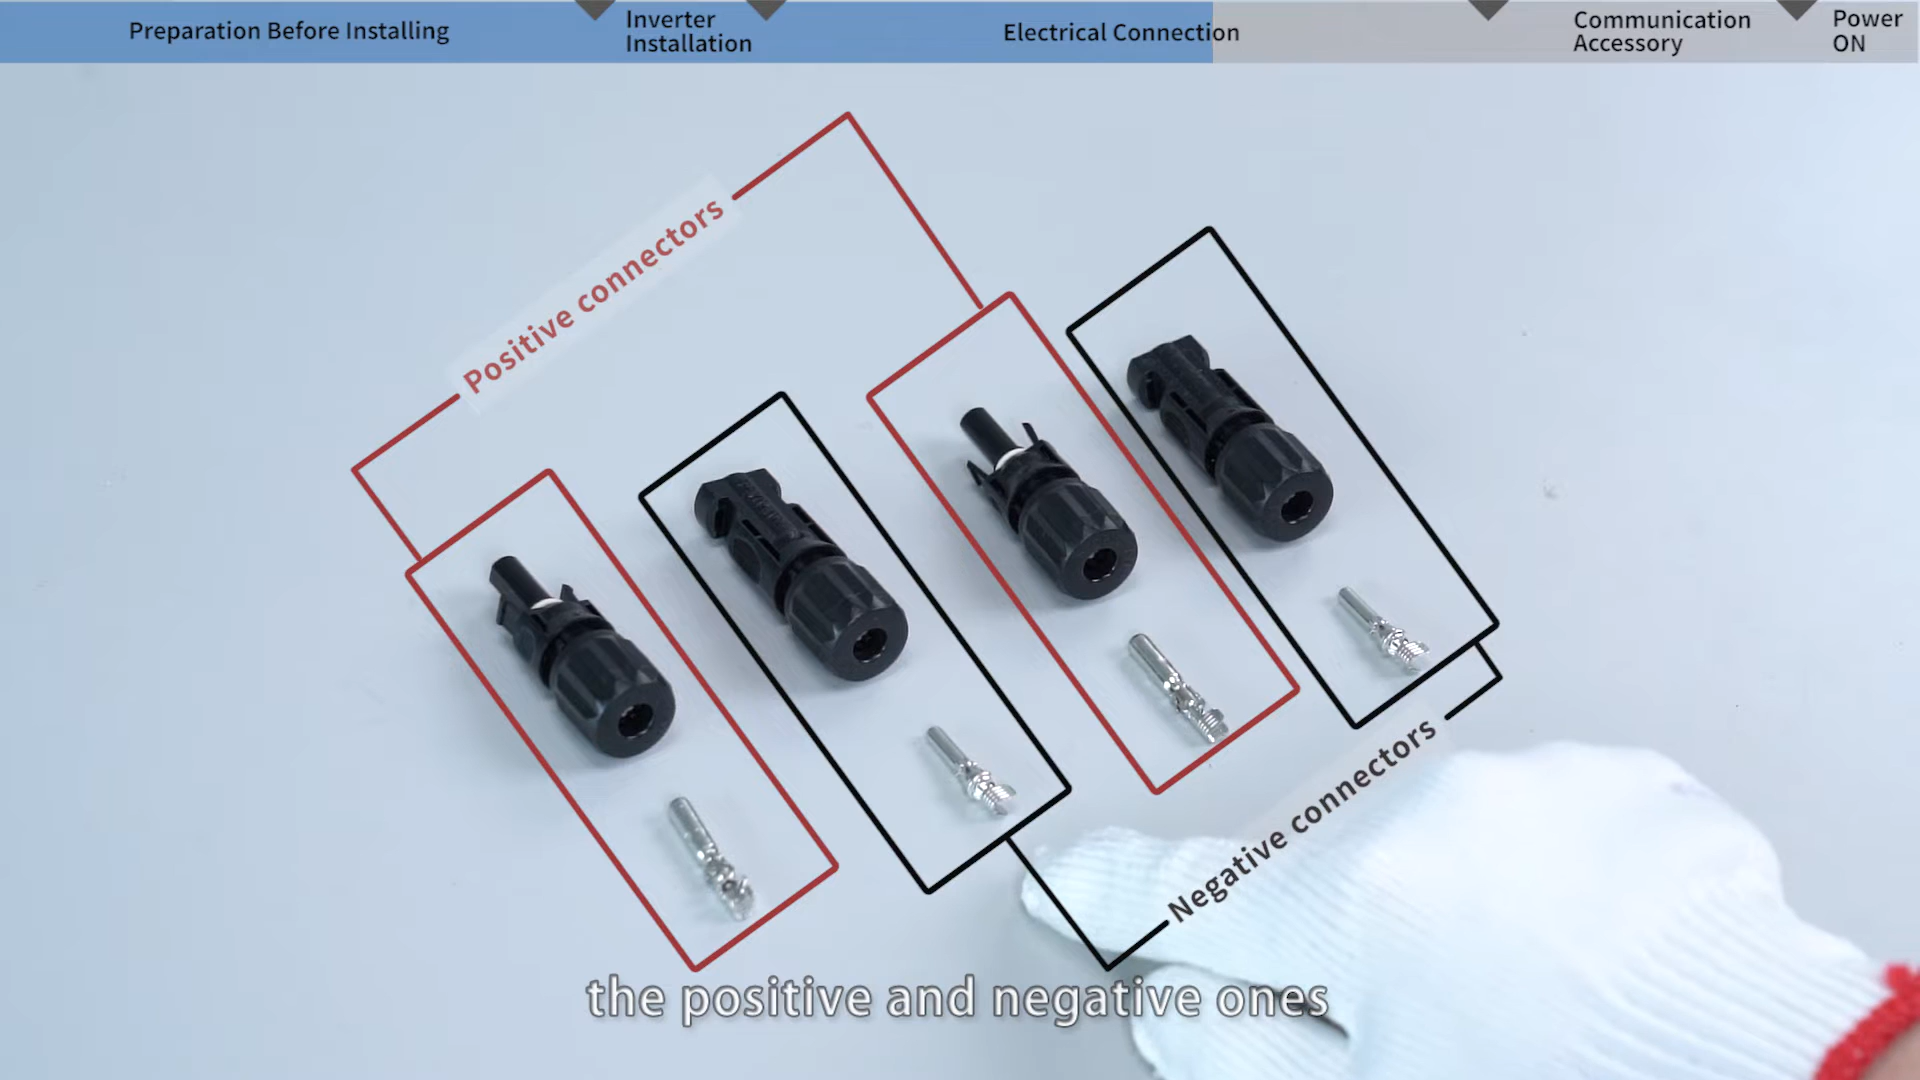 Preparation Before Installing
Inverter
Installation
Electrical Connection
Communication
Accessory
Power
ON
Positive connectors
Negative connectors
the positive and negative ones